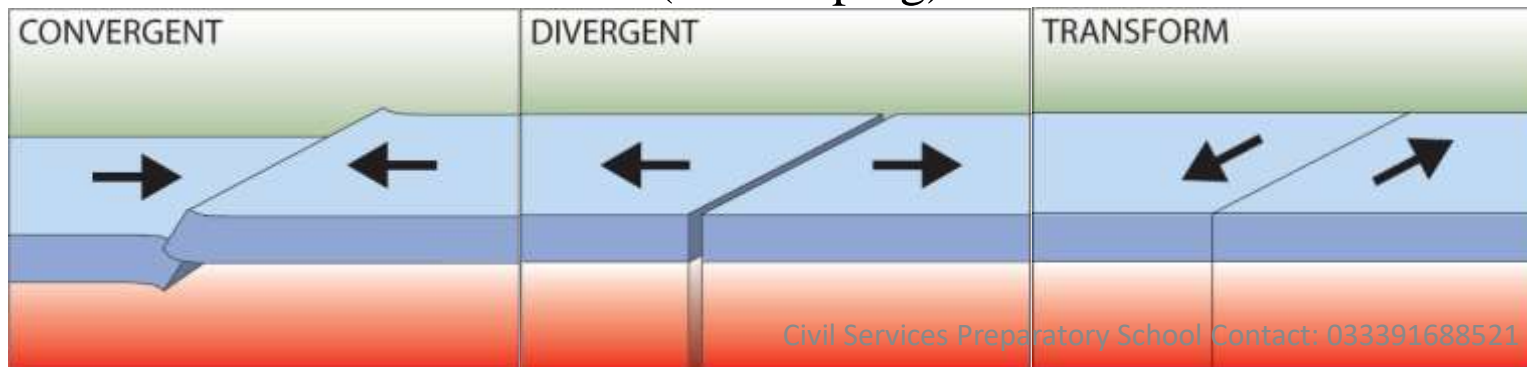 CONVERGENT
DIVERGENT
TRANSFORM
Civil Services Preparatory School Contact: 033391688521